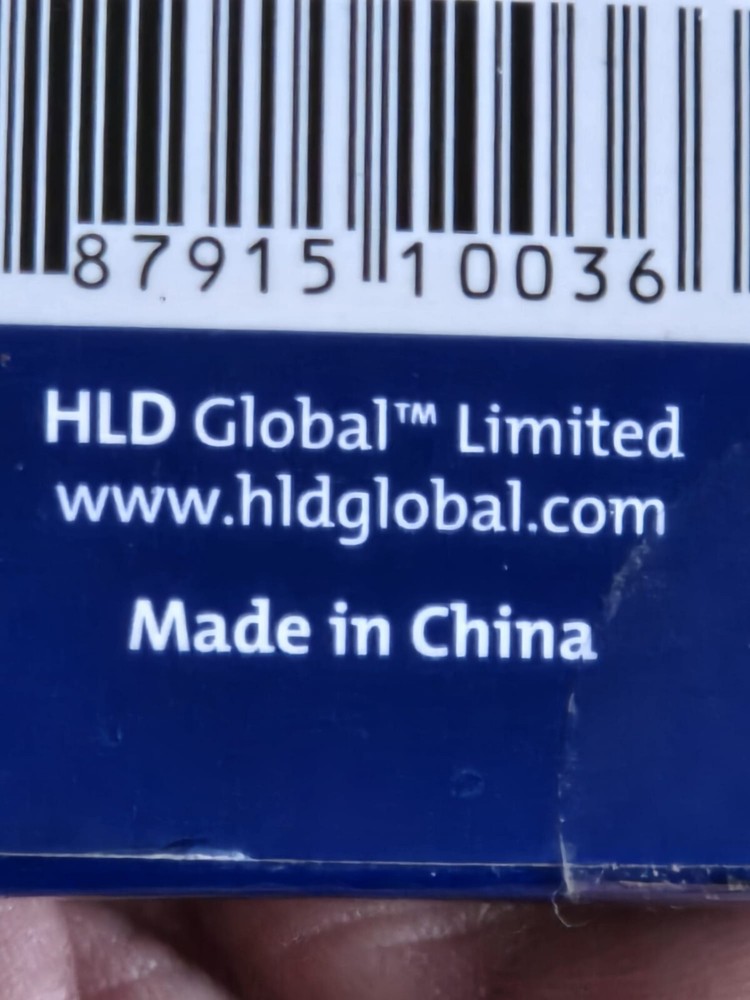 87915 10036
HLD Global™ Limited
www.hldglobal.com
Made in China